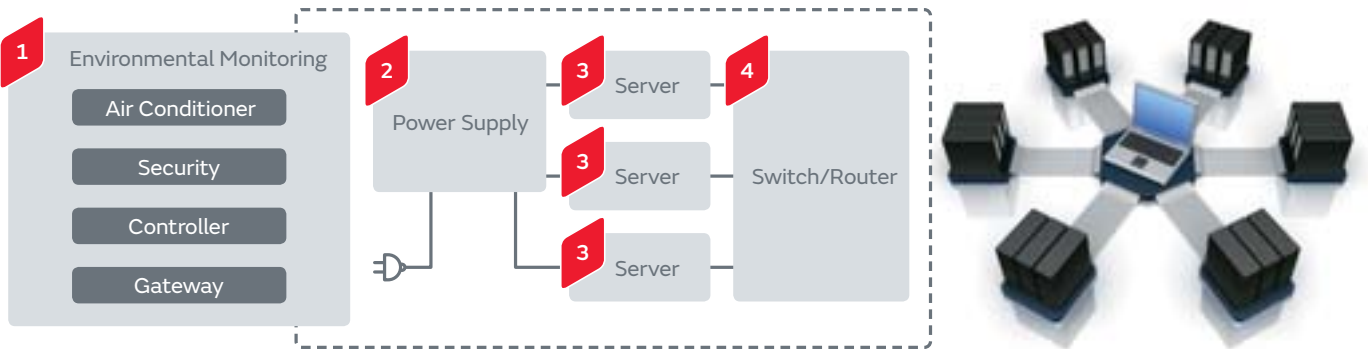 1
Environmental Monitoring
Air Conditioner
Security
Controller
Gateway
2
Power Supply
3
Server
3
Server
3
Server
4
Switch/Router